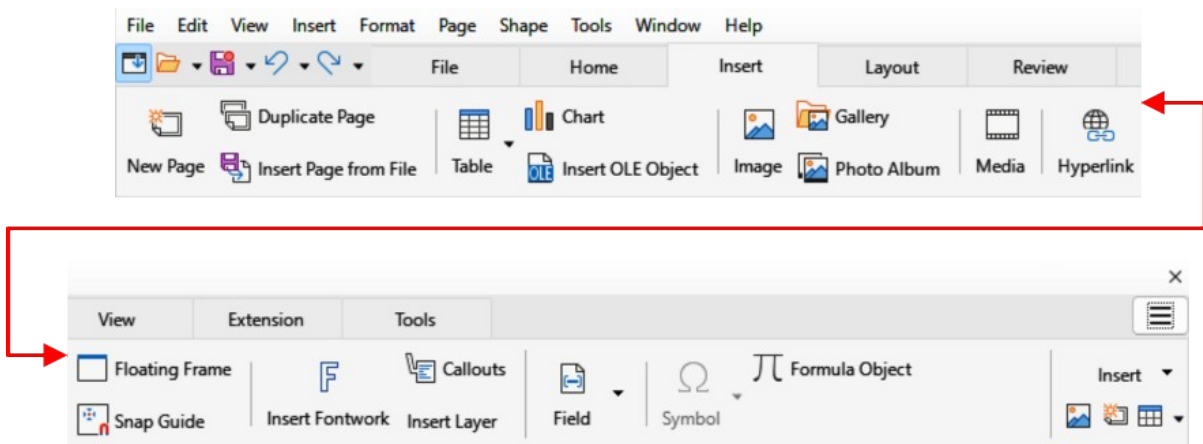 File Edit View Insert Format Page Shape Tools Window Help
File Home Insert Layout Review
Duplicate Page Chart Gallery
New Page Insert Page from File Table OLE Insert OLE Object Image Photo Album Media Hyperlink
View Extension Tools
Floating Frame Callouts Formula Object Insert
Snap Guide Insert Fontwork Insert Layer Field Symbol